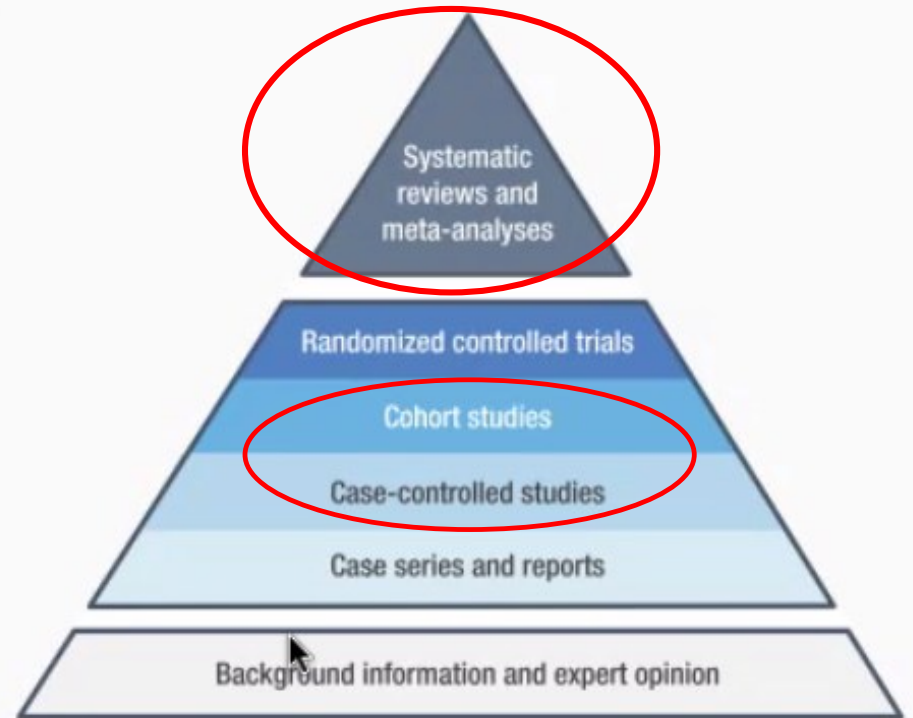 Systematic
reviews and
meta-analyses
Randomized controlled trials
Cohort studies
Case-controlled studies
Case series and reports
Background information and expert opinion